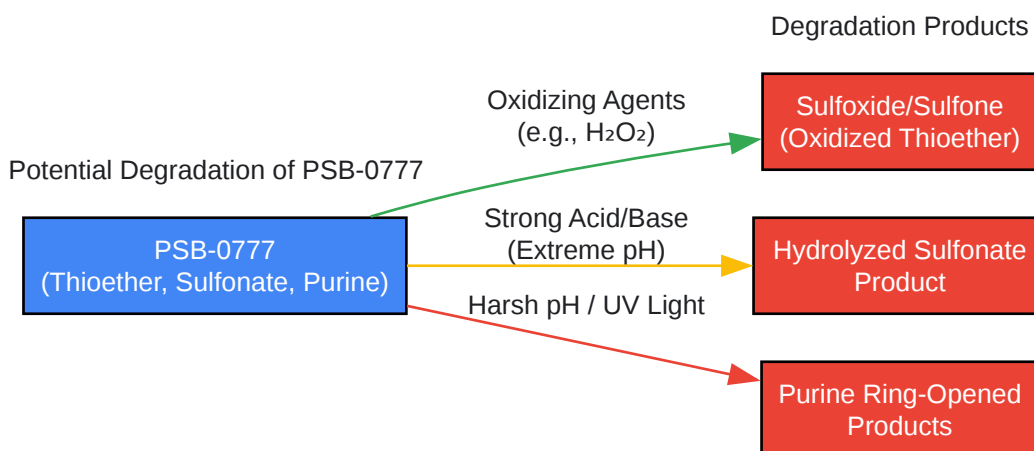 Degradation Products
Oxidizing Agents
(e.g., H₂O₂)
Sulfoxide/Sulfone
(Oxidized Thioether)
Potential Degradation of PSB-0777
PSB-0777
(Thioether, Sulfonate, Purine)
Strong Acid/Base
(Extreme pH)
Hydrolyzed Sulfonate
Product
Harsh pH / UV Light
Purine Ring-Opened
Products